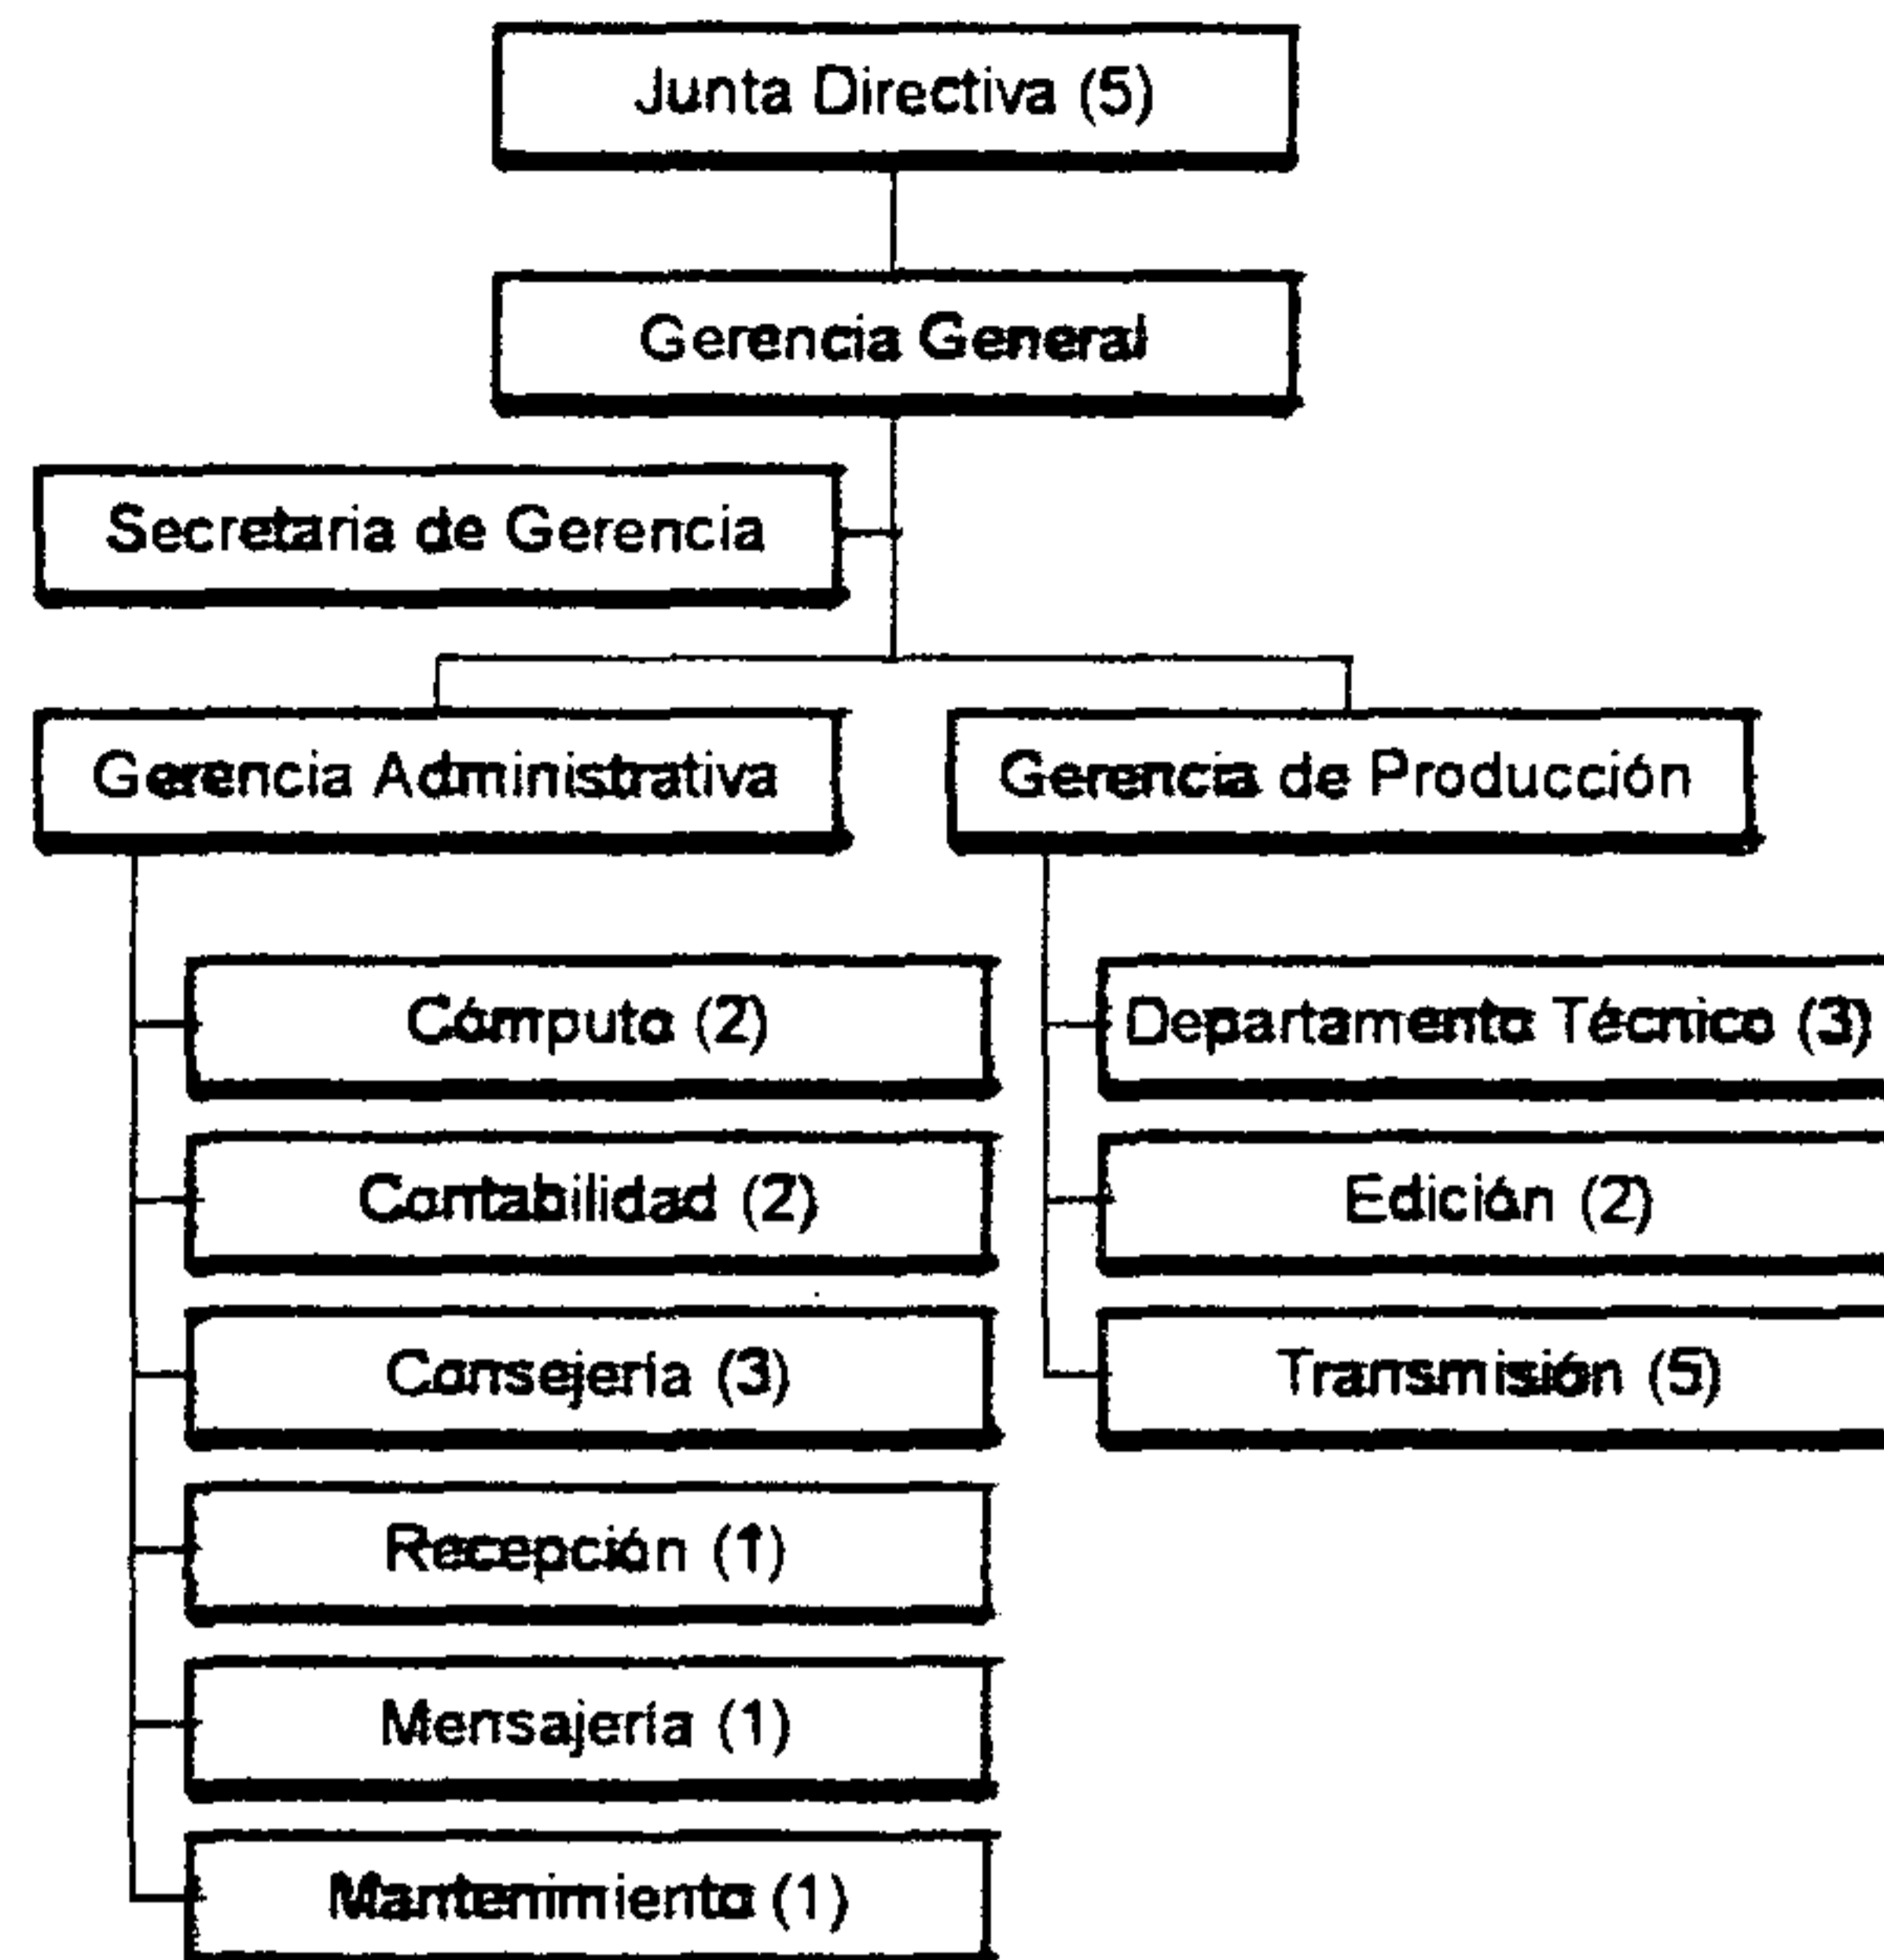 Junta Directiva (5)
Gerencia General
Secretaria de Gerencia
Gerencia Administrativa
Gerencia de Producción
Cómputo (2)
Contabilidad (2)
Consejería (3)
Recepción (1)
Mensajería (1)
Mantenimiento (1)
Departamento Técnico (3)
Edición (2)
Transmisión (5)